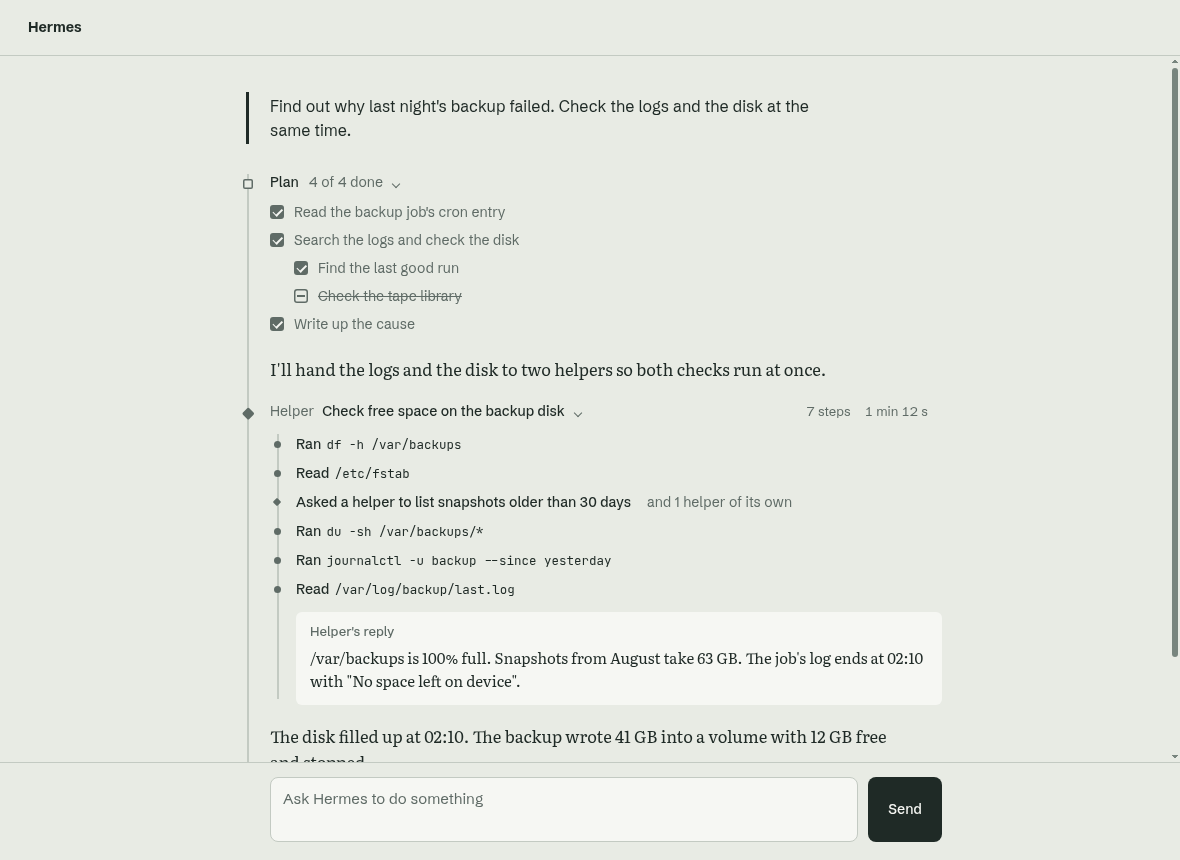 Hermes
Find out why last night's backup failed. Check the logs and the disk at the
same time.
Plan 4 of 4 done
Read the backup job's cron entry
Search the logs and check the disk
Find the last good run
Check the tape library
Write up the cause
I'll hand the logs and the disk to two helpers so both checks run at once.
Helper Check free space on the backup disk 7 steps 1 min 12 s
Ran df -h /var/backups
Read /etc/fstab
Asked a helper to list snapshots older than 30 days and 1 helper of its own
Ran du -sh /var/backups/*
Ran journalctl -u backup --since yesterday
Read /var/log/backup/last.log
Helper's reply
/var/backups is 100% full. Snapshots from August take 63 GB. The job's log ends at 02:10
with "No space left on device".
The disk filled up at 02:10. The backup wrote 41 GB into a volume with 12 GB free
and stopped.
Ask Hermes to do something
Send